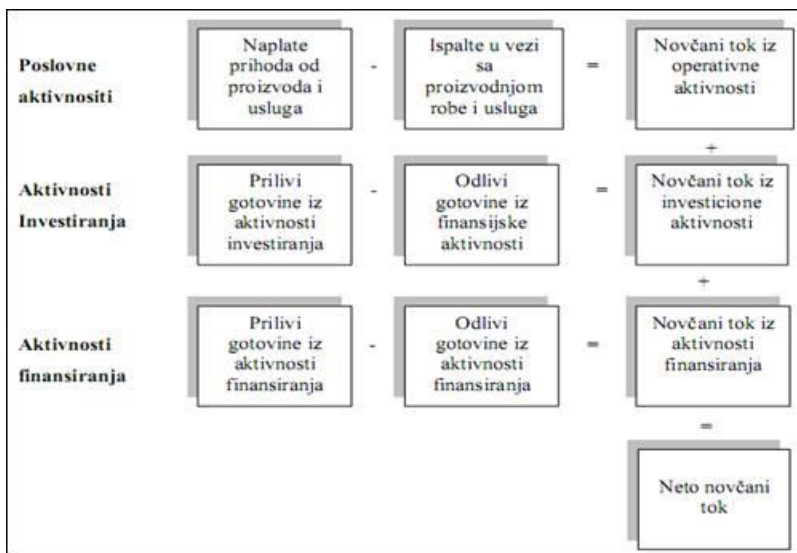 Poslovne
aktivnositi
Naplate
prihoda od
proizvoda i
usluga
-
Ispalte u vezi
sa
proizvodnjom
robe i usluga
=
Novčani tok iz
operativne
aktivnosti
+
Aktivnosti
Investiranja
Prilivi
gotovine iz
aktivnosti
investiranja
-
Odlivi
gotovine iz
finansijske
aktivnosti
=
Novčani tok iz
investicione
aktivnosti
+
Aktivnosti
finansiranja
Prilivi
gotovine iz
aktivnosti
finansiranja
-
Odlivi
gotovine iz
aktivnosti
finansiranja
=
Novčani tok iz
aktivnosti
finansiranja
=
Neto novčani
tok